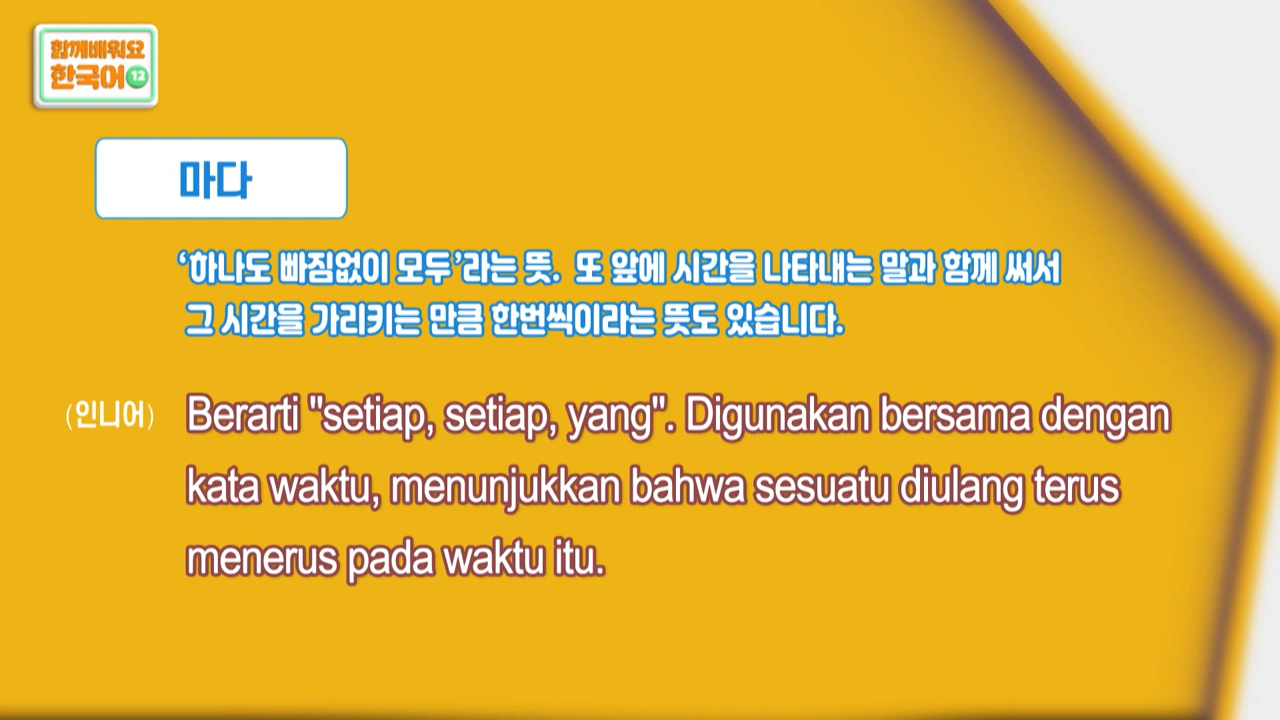 함께배워요
한국어 12
마다
‘하나도 빠짐없이 모두’라는 뜻. 또 앞에 시간을 나타내는 말과 함께 써서
그 시간을 가리키는 만큼 한번씩이라는 뜻도 있습니다.
(인니어) Berarti "setiap, setiap, yang". Digunakan bersama dengan
kata waktu, menunjukkan bahwa sesuatu diulang terus
menerus pada waktu itu.